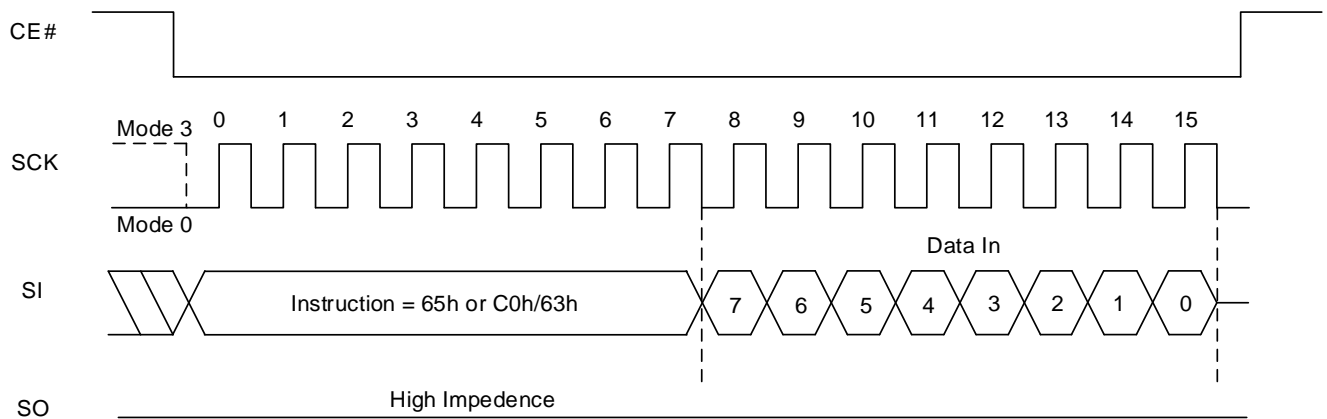 CE#
Mode 3
0 1 2 3 4 5 6 7 8 9 10 11 12 13 14 15
SCK
Mode 0
Data In
SI
Instruction = 65h or C0h/63h
7 6 5 4 3 2 1 0
High Impedence
SO